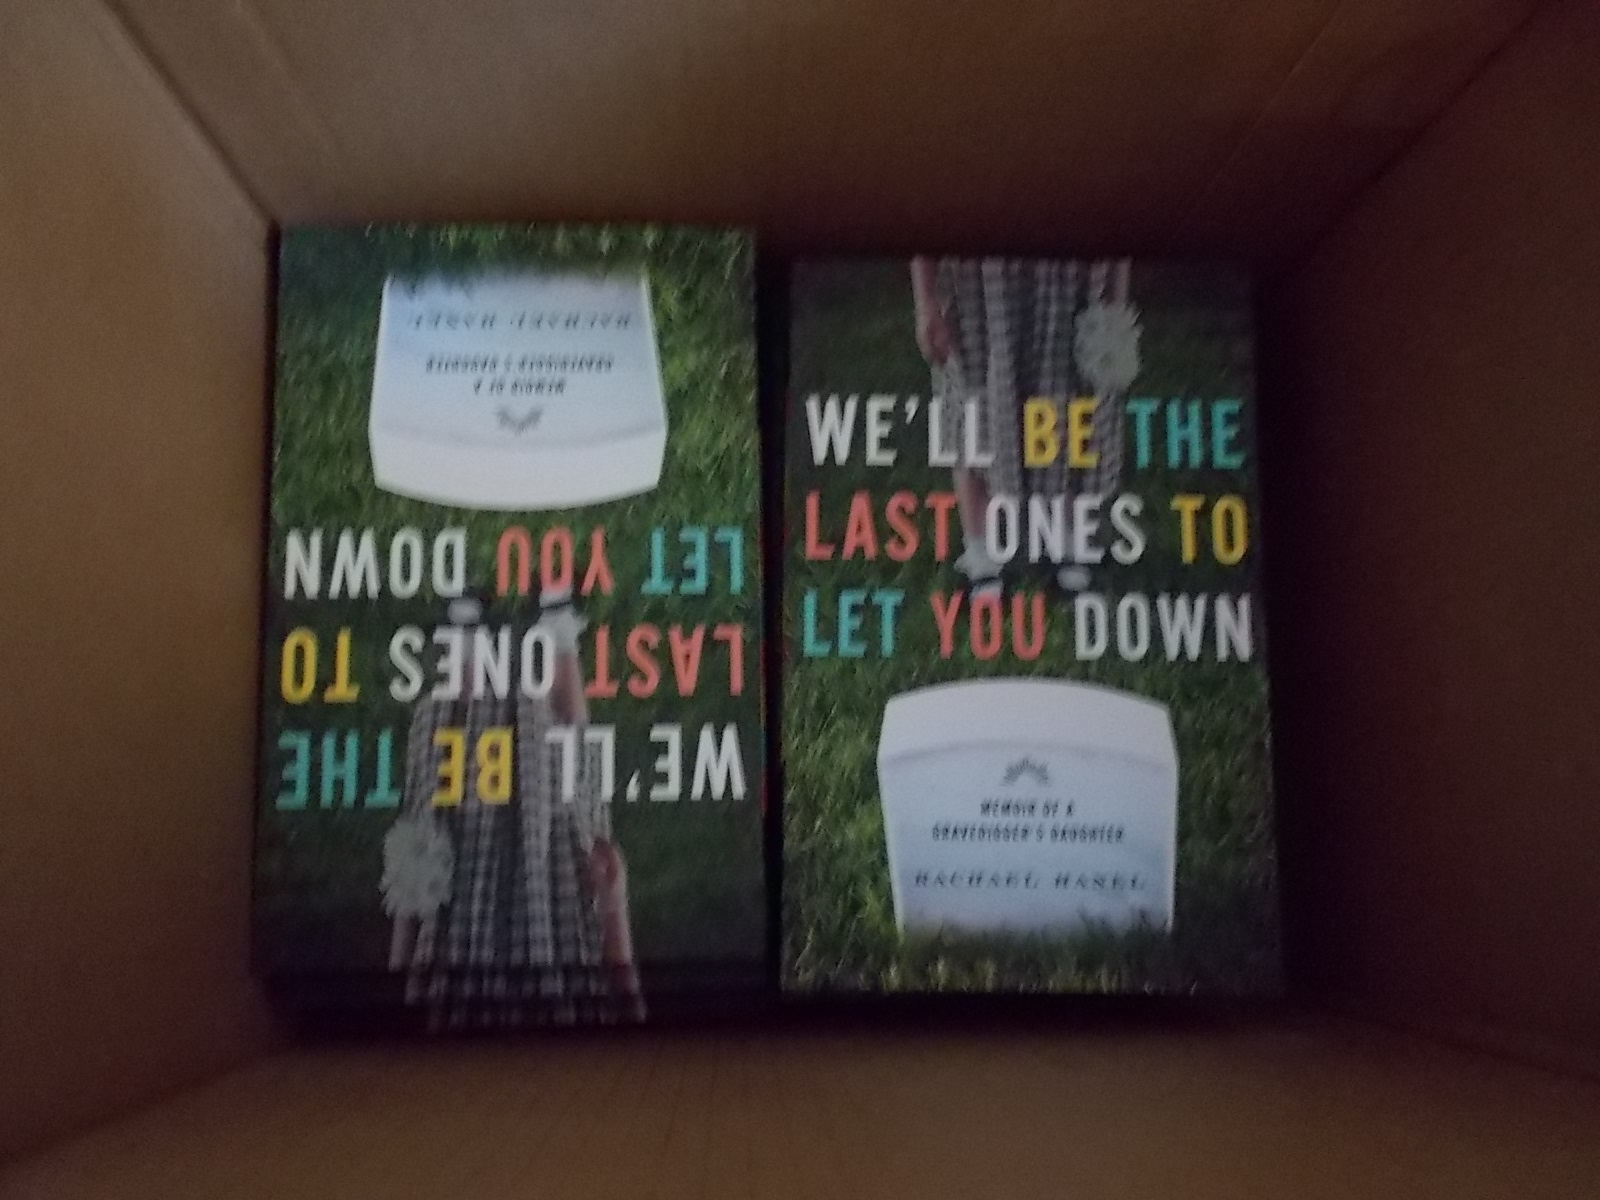 RACHAEL HANEL
MEMOIR OF A
GRAVEDIGGER'S DAUGHTER
WE'LL BE THE
LAST ONES TO
LET YOU DOWN
WE'LL BE THE
LAST ONES TO
LET YOU DOWN
MEMOIR OF A
GRAVEDIGGER'S DAUGHTER
RACHAEL HANEL